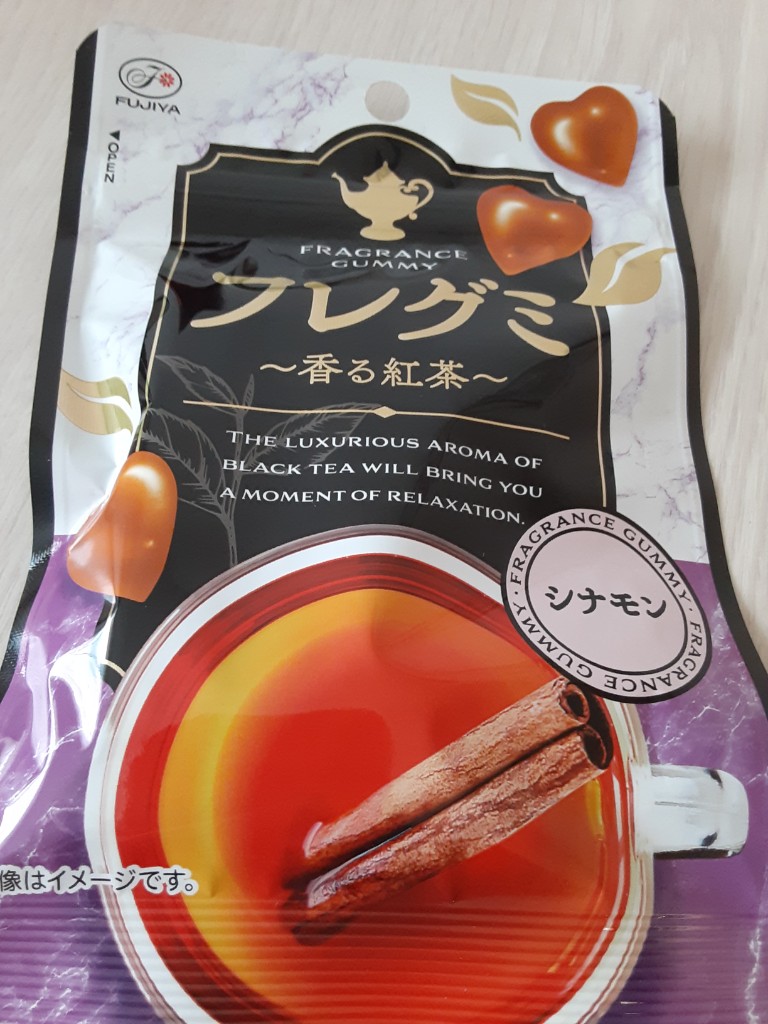 FUJIYA
◀OPEN
FRAGRANCE
GUMMY
フレグミ
～香る紅茶～
THE LUXURIOUS AROMA OF
BLACK TEA WILL BRING YOU
A MOMENT OF RELAXATION.
FRAGRANCE GUMMY · FRAGRANCE GUMMY ·
シナモン
像はイメージです。